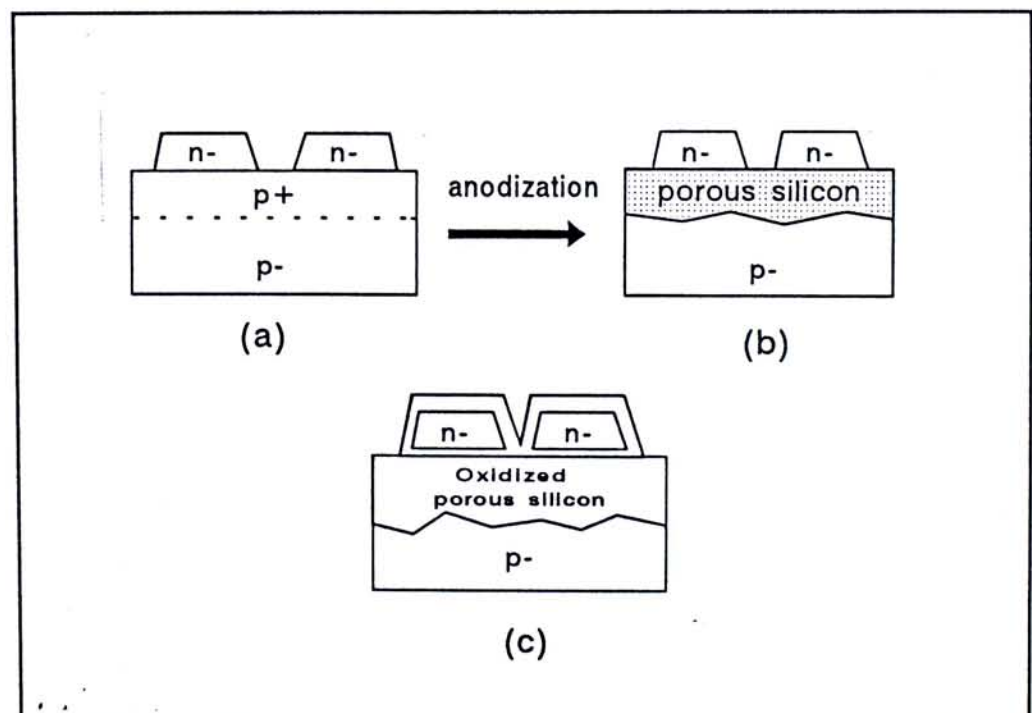 n- n-
p+
p-
(a)
anodization
n- n-
porous silicon
p-
(b)
n- n-
Oxidized
porous silicon
p-
(c)